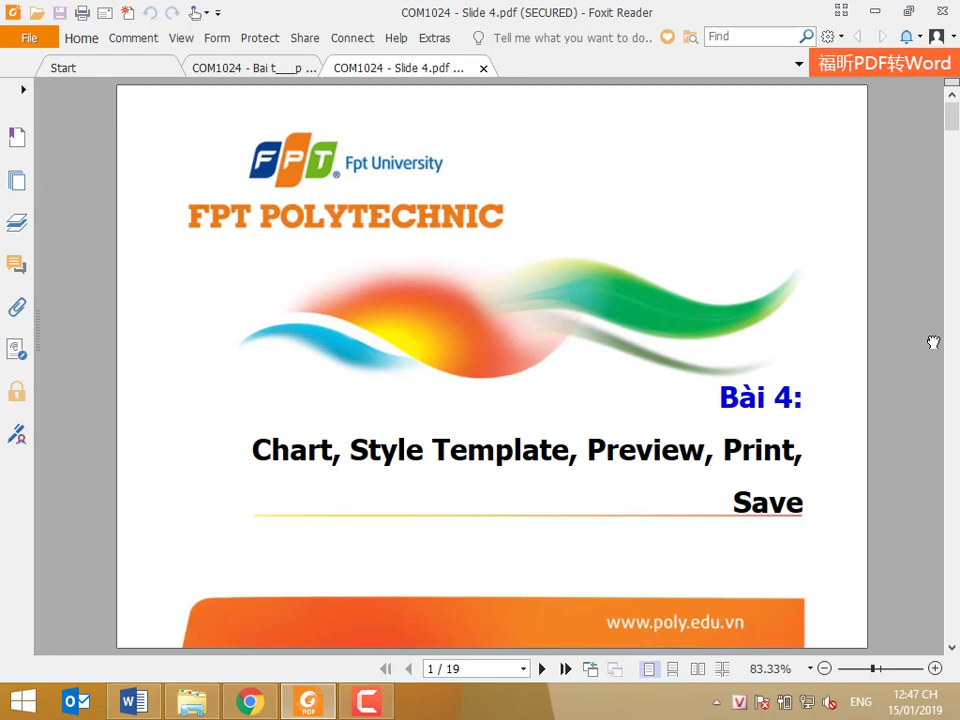 COM1024 - Slide 4.pdf (SECURED) - Foxit Reader
File Home Comment View Form Protect Share Connect Help Extras Tell me what you want to do.. Find
Start COM1024 - Bai t___p ... COM1024 - Slide 4.pdf ... 福昕PDF转Word
FPT Fpt University
FPT POLYTECHNIC
Bài 4:
Chart, Style Template, Preview, Print,
Save
www.poly.edu.vn
1 / 19 83.33%
PDF
ENG
12:47 CH
15/01/2019